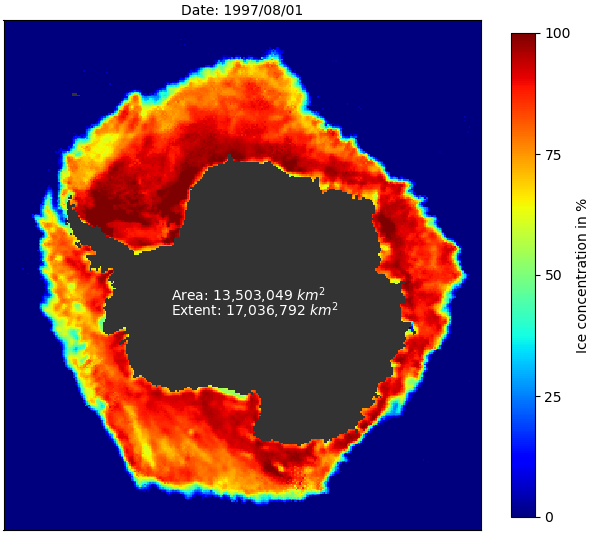 Date: 1997/08/01
Area: 13,503,049 km²
Extent: 17,036,792 km²
100
75
50
25
0
Ice concentration in %